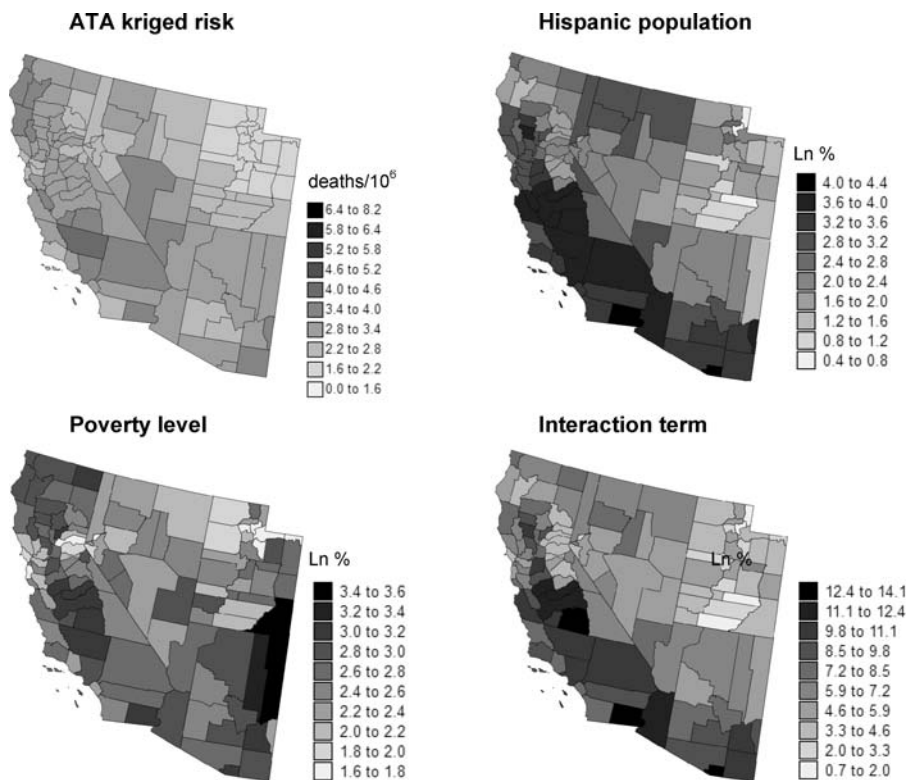 ATA kriged risk
deaths/10⁶
6.4 to 8.2
5.8 to 6.4
5.2 to 5.8
4.6 to 5.2
4.0 to 4.6
3.4 to 4.0
2.8 to 3.4
2.2 to 2.8
1.6 to 2.2
0.0 to 1.6
Hispanic population
Ln %
4.0 to 4.4
3.6 to 4.0
3.2 to 3.6
2.8 to 3.2
2.4 to 2.8
2.0 to 2.4
1.6 to 2.0
1.2 to 1.6
0.8 to 1.2
0.4 to 0.8
Poverty level
Ln %
3.4 to 3.6
3.2 to 3.4
3.0 to 3.2
2.8 to 3.0
2.6 to 2.8
2.4 to 2.6
2.2 to 2.4
2.0 to 2.2
1.8 to 2.0
1.6 to 1.8
Interaction term
Ln %
12.4 to 14.1
11.1 to 12.4
9.8 to 11.1
8.5 to 9.8
7.2 to 8.5
5.9 to 7.2
4.6 to 5.9
3.3 to 4.6
2.0 to 3.3
0.7 to 2.0